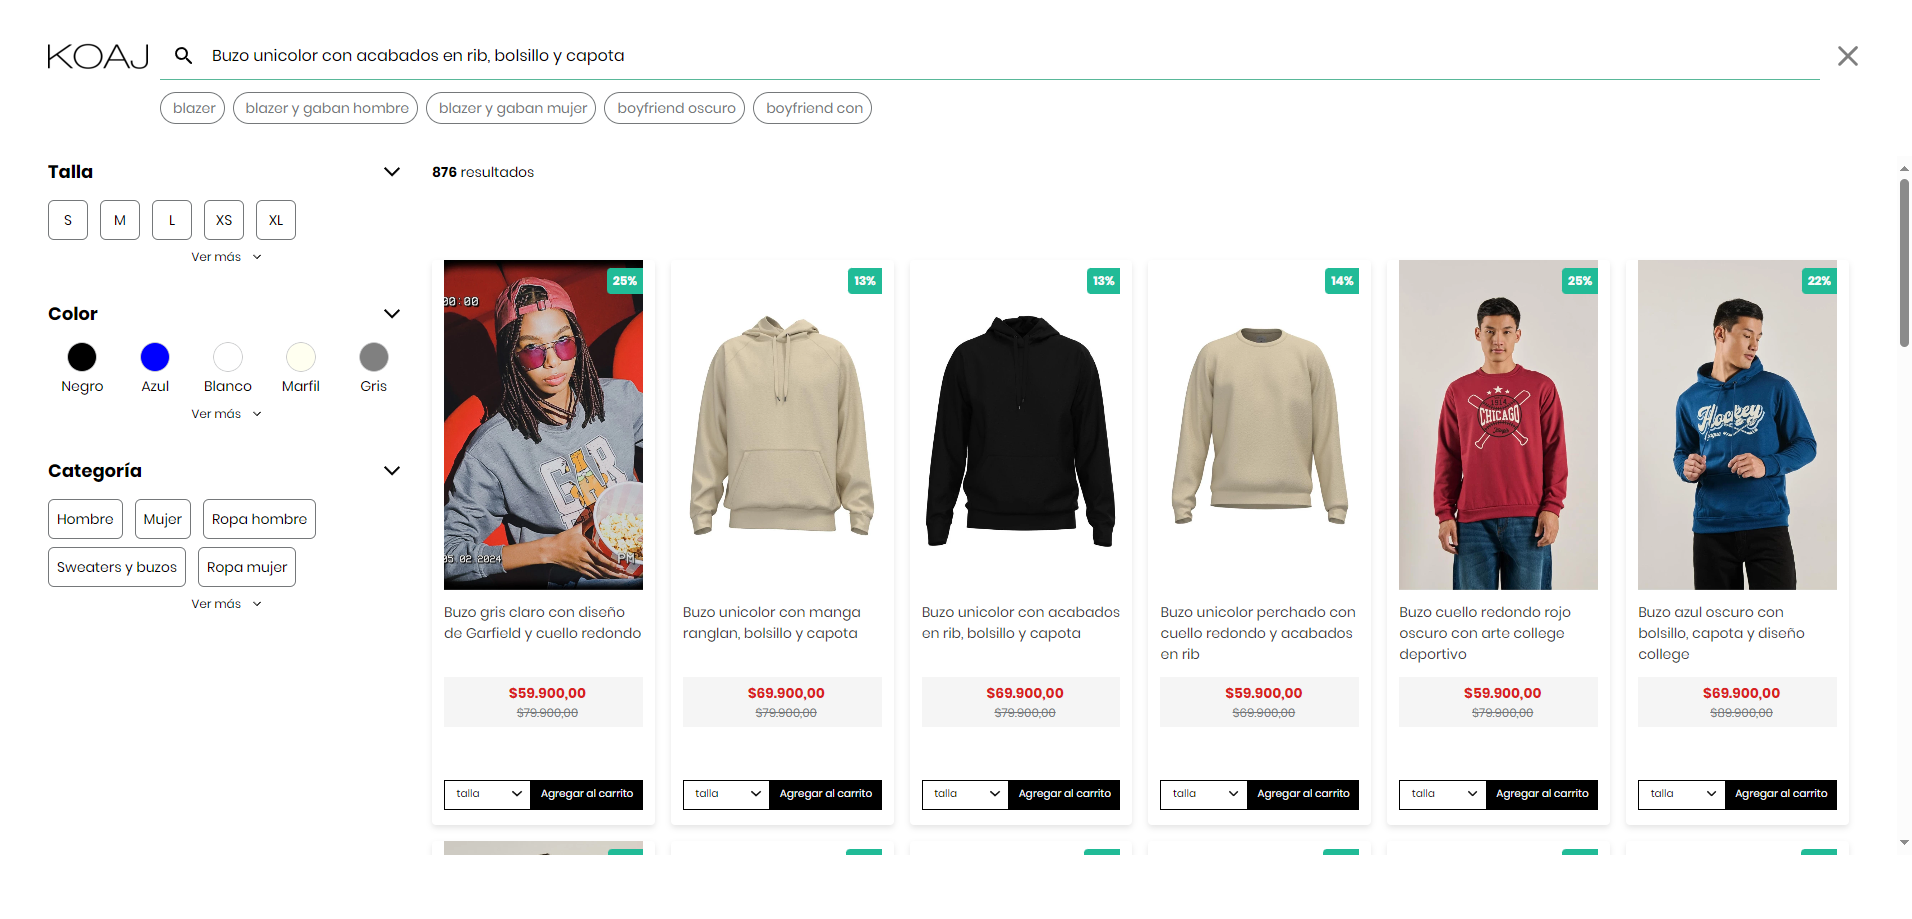 KOAJ
Buzo unicolor con acabados en rib, bolsillo y capota
blazer
blazer y gaban hombre
blazer y gaban mujer
boyfriend oscuro
boyfriend con
Talla
S
M
L
XS
XL
Ver más
Color
Negro
Azul
Blanco
Marfil
Gris
Ver más
Categoría
Hombre
Mujer
Ropa hombre
Sweaters y buzos
Ropa mujer
Ver más
876 resultados
25%
00:00
GAR
05 02 2024
PM
Buzo gris claro con diseño
de Garfield y cuello redondo
$59.900,00
$79.900,00
talla
Agregar al carrito
13%
Buzo unicolor con manga
ranglan, bolsillo y capota
$69.900,00
$79.900,00
talla
Agregar al carrito
13%
Buzo unicolor con acabados
en rib, bolsillo y capota
$69.900,00
$79.900,00
talla
Agregar al carrito
14%
Buzo unicolor perchado con
cuello redondo y acabados
en rib
$59.900,00
$69.900,00
talla
Agregar al carrito
25%
1914
CHICAGO
Buzo cuello redondo rojo
oscuro con arte college
deportivo
$59.900,00
$79.900,00
talla
Agregar al carrito
22%
Hockey
Buzo azul oscuro con
bolsillo, capota y diseño
college
$69.900,00
$89.900,00
talla
Agregar al carrito